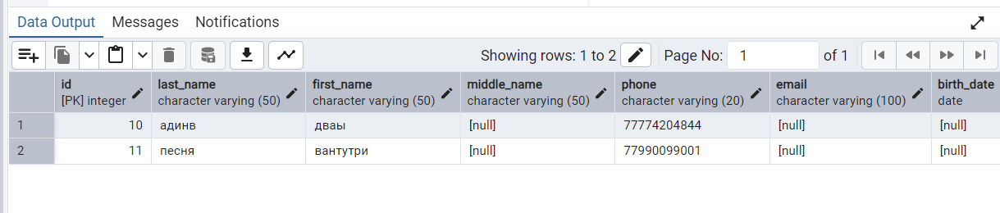 Data Output Messages Notifications
Showing rows: 1 to 2 Page No: 1 of 1
id last_name first_name middle_name phone email birth_date
[PK] integer character varying (50) character varying (50) character varying (50) character varying (20) character varying (100) date
1 10 адинв дваы [null] 77774204844 [null] [null]
2 11 песня вантутри [null] 77990099001 [null] [null]